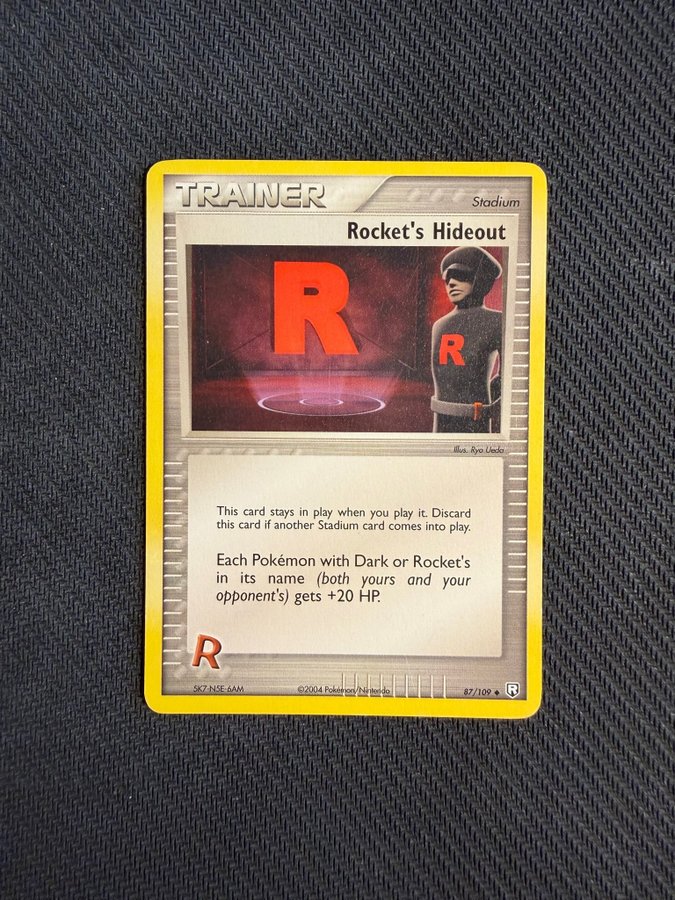 TRAINER
Stadium
Rocket's Hideout
R
R
Illus. Ryo Ueda
This card stays in play when you play it. Discard
this card if another Stadium card comes into play.
Each Pokémon with Dark or Rocket's
in its name (both yours and your
opponent's) gets +20 HP.
R
SK7-N5E-6AM
©2004 Pokémon/Nintendo
87/109 ◆
R